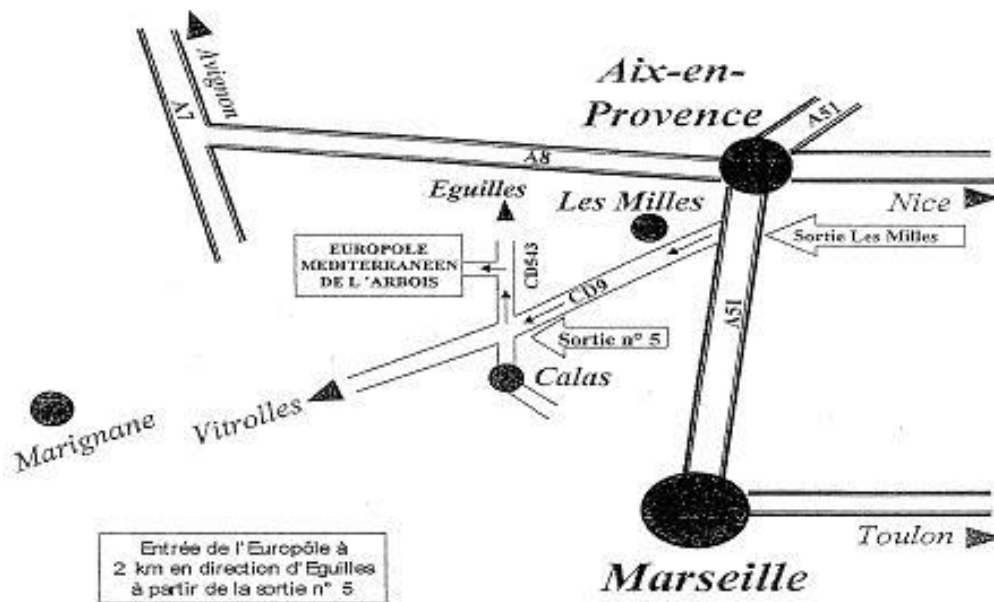 Avignon
A7
Aix-en-
Provence
A51
A8
Nice
Eguilles
Les Milles
Sortie Les Milles
EUROPOLE
MEDITERRANEEN
DE L 'ARBOIS
CD543
CD9
A51
Sortie n° 5
Calas
Vitrolles
Marignane
Toulon
Marseille
Entrée de l'Europôle à
2 km en direction d'Eguilles
à partir de la sortie n° 5